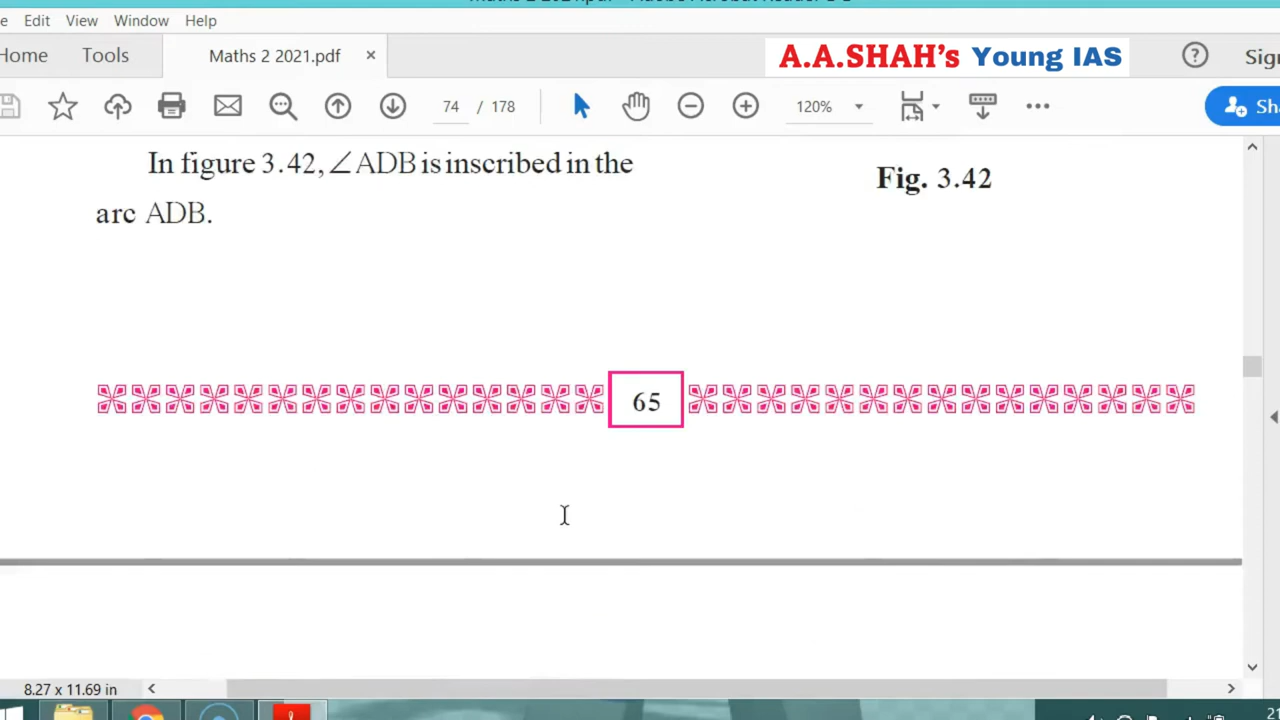 Edit View Window Help
Home Tools Maths 2 2021.pdf × A.A.SHAH's Young IAS ?
74 / 178 120%
In figure 3.42, ∠ADB is inscribed in the
arc ADB.
Fig. 3.42
65
8.27 x 11.69 in